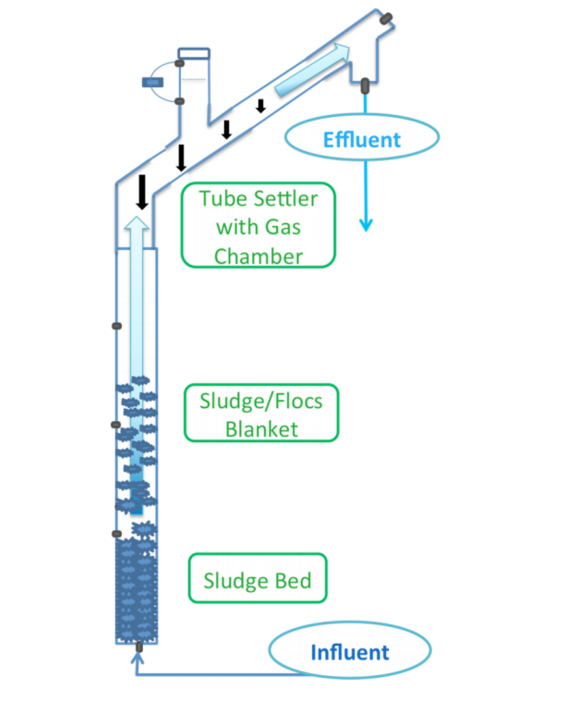 Effluent
Tube Settler
with Gas
Chamber
Sludge/Flocs
Blanket
Sludge Bed
Influent